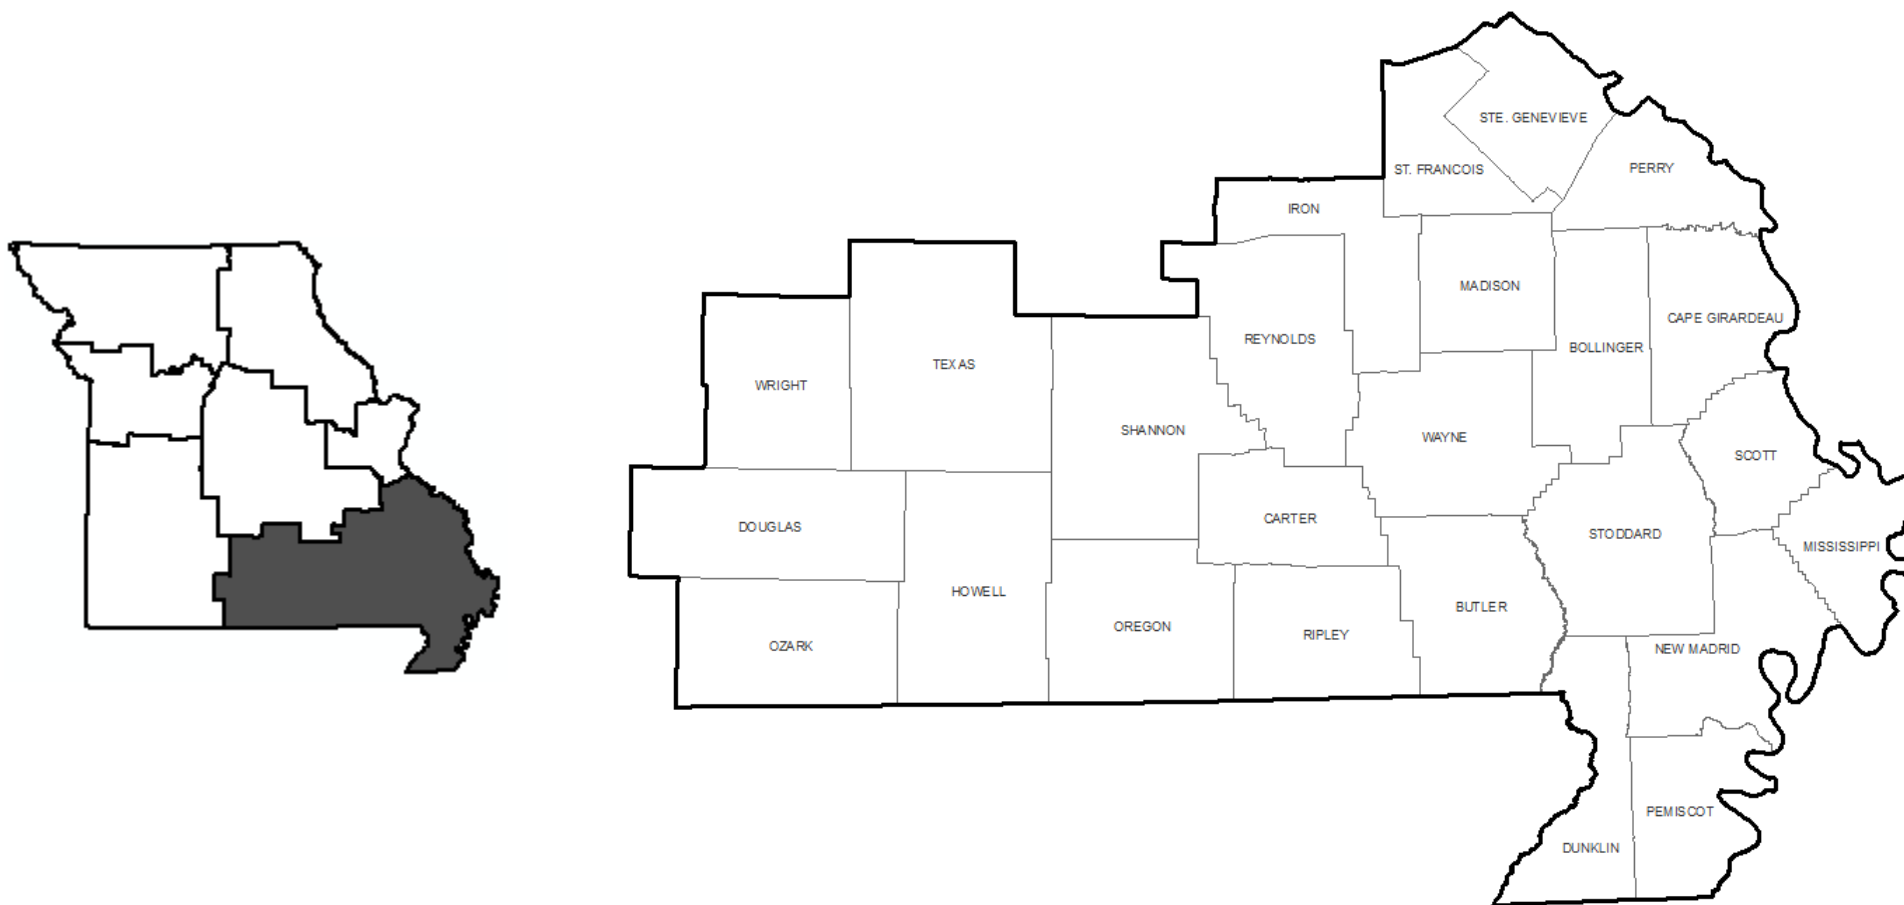 STE. GENEVIEVE
ST. FRANCOIS
PERRY
IRON
MADISON
CAPE GIRARDEAU
REYNOLDS
BOLLINGER
TEXAS
WRIGHT
SHANNON
WAYNE
SCOTT
CARTER
DOUGLAS
STODDARD
MISSISSIPPI
HOWELL
BUTLER
OREGON
RIPLEY
OZARK
NEW MADRID
PEMISCOT
DUNKLIN